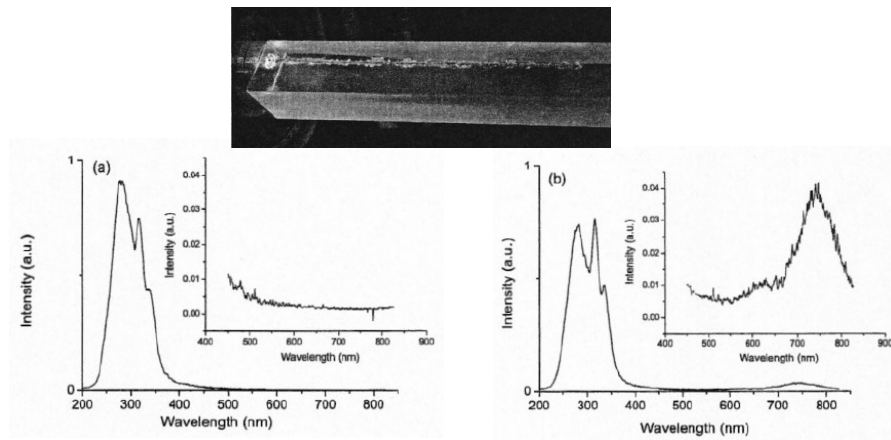 (a)
1
Intensity (a.u.)
0
200 300 400 500 600 700 800
Wavelength (nm)
0.04
0.03
0.02
0.01
0.00
Intensity (a.u.)
400 500 600 700 800 900
Wavelength (nm)
(b)
1
Intensity (a.u.)
0
200 300 400 500 600 700 800
Wavelength (nm)
0.04
0.03
0.02
0.01
0.00
Intensity (a.u.)
400 500 600 700 800 900
Wavelength (nm)